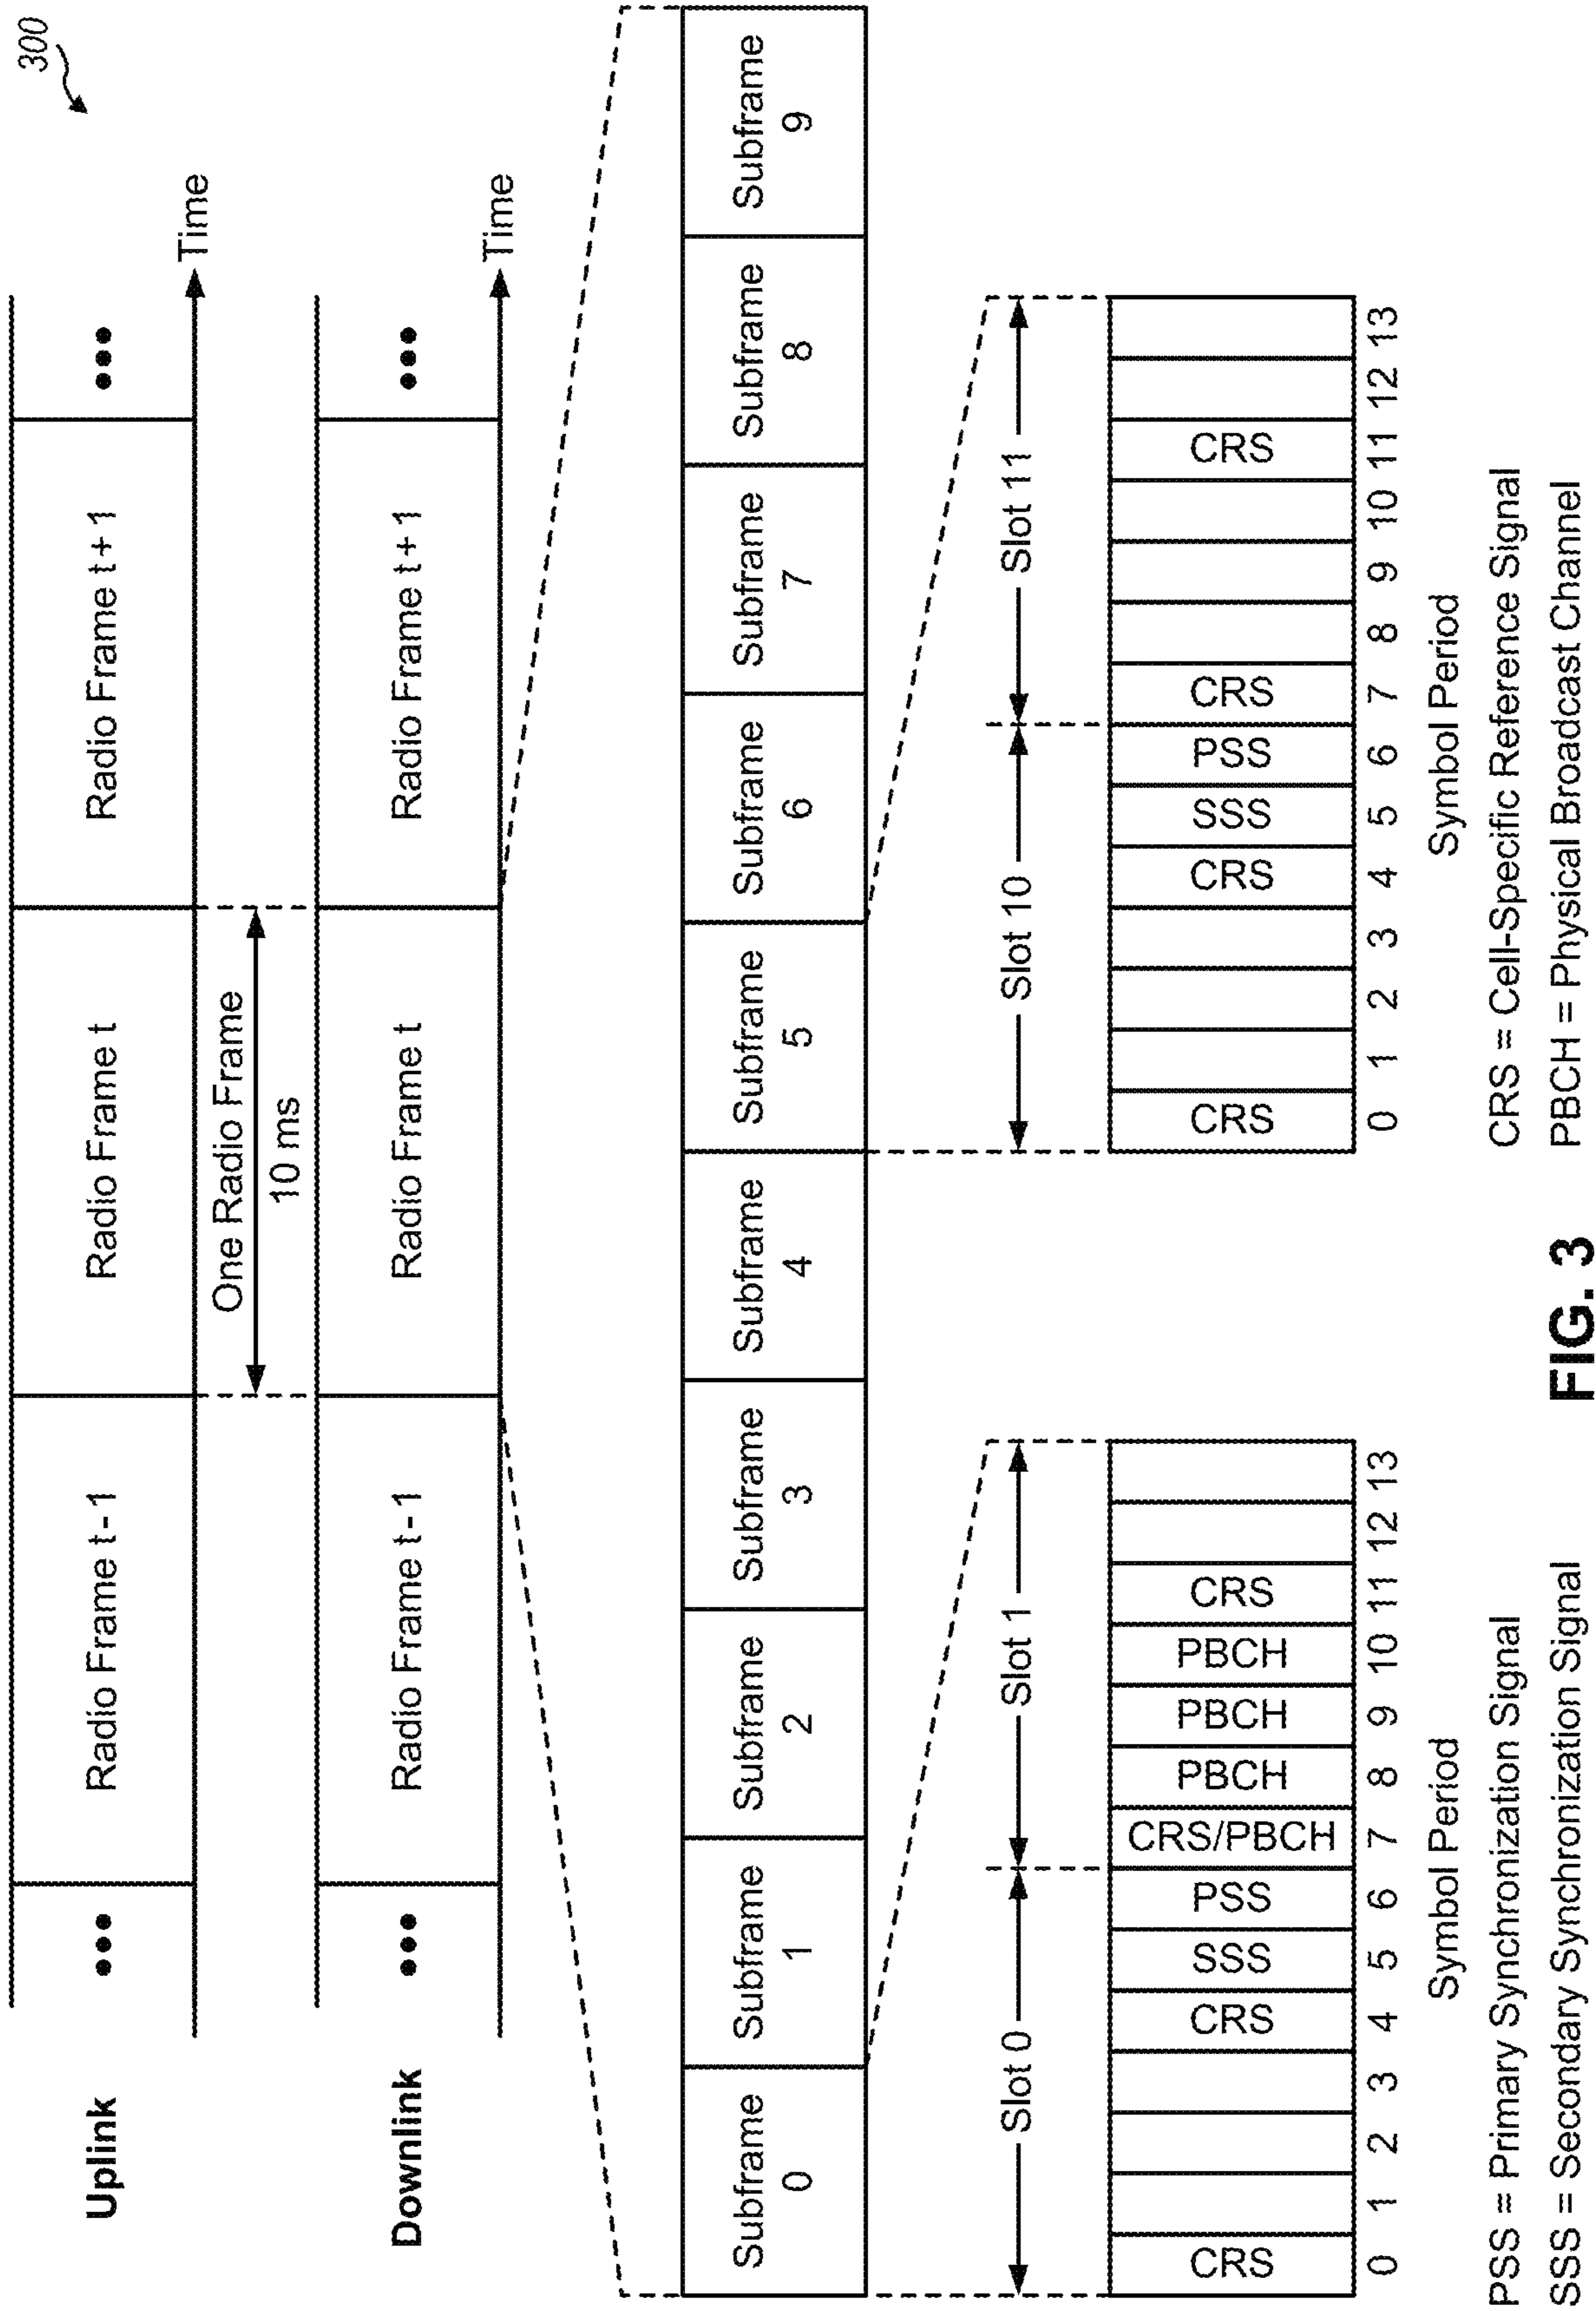 300
Uplink
••• Radio Frame t - 1 Radio Frame t Radio Frame t + 1 •••
Time
One Radio Frame
10 ms
Downlink
••• Radio Frame t - 1 Radio Frame t Radio Frame t + 1 •••
Time
Subframe 0
Subframe 1
Subframe 2
Subframe 3
Subframe 4
Subframe 5
Subframe 6
Subframe 7
Subframe 8
Subframe 9
Slot 0 Slot 1
CRS CRS SSS PSS CRS/PBCH PBCH PBCH PBCH CRS
0 1 2 3 4 5 6 7 8 9 10 11 12 13
Symbol Period
Slot 10 Slot 11
CRS CRS SSS PSS CRS CRS
0 1 2 3 4 5 6 7 8 9 10 11 12 13
Symbol Period
PSS = Primary Synchronization Signal
SSS = Secondary Synchronization Signal
CRS = Cell-Specific Reference Signal
PBCH = Physical Broadcast Channel
FIG. 3